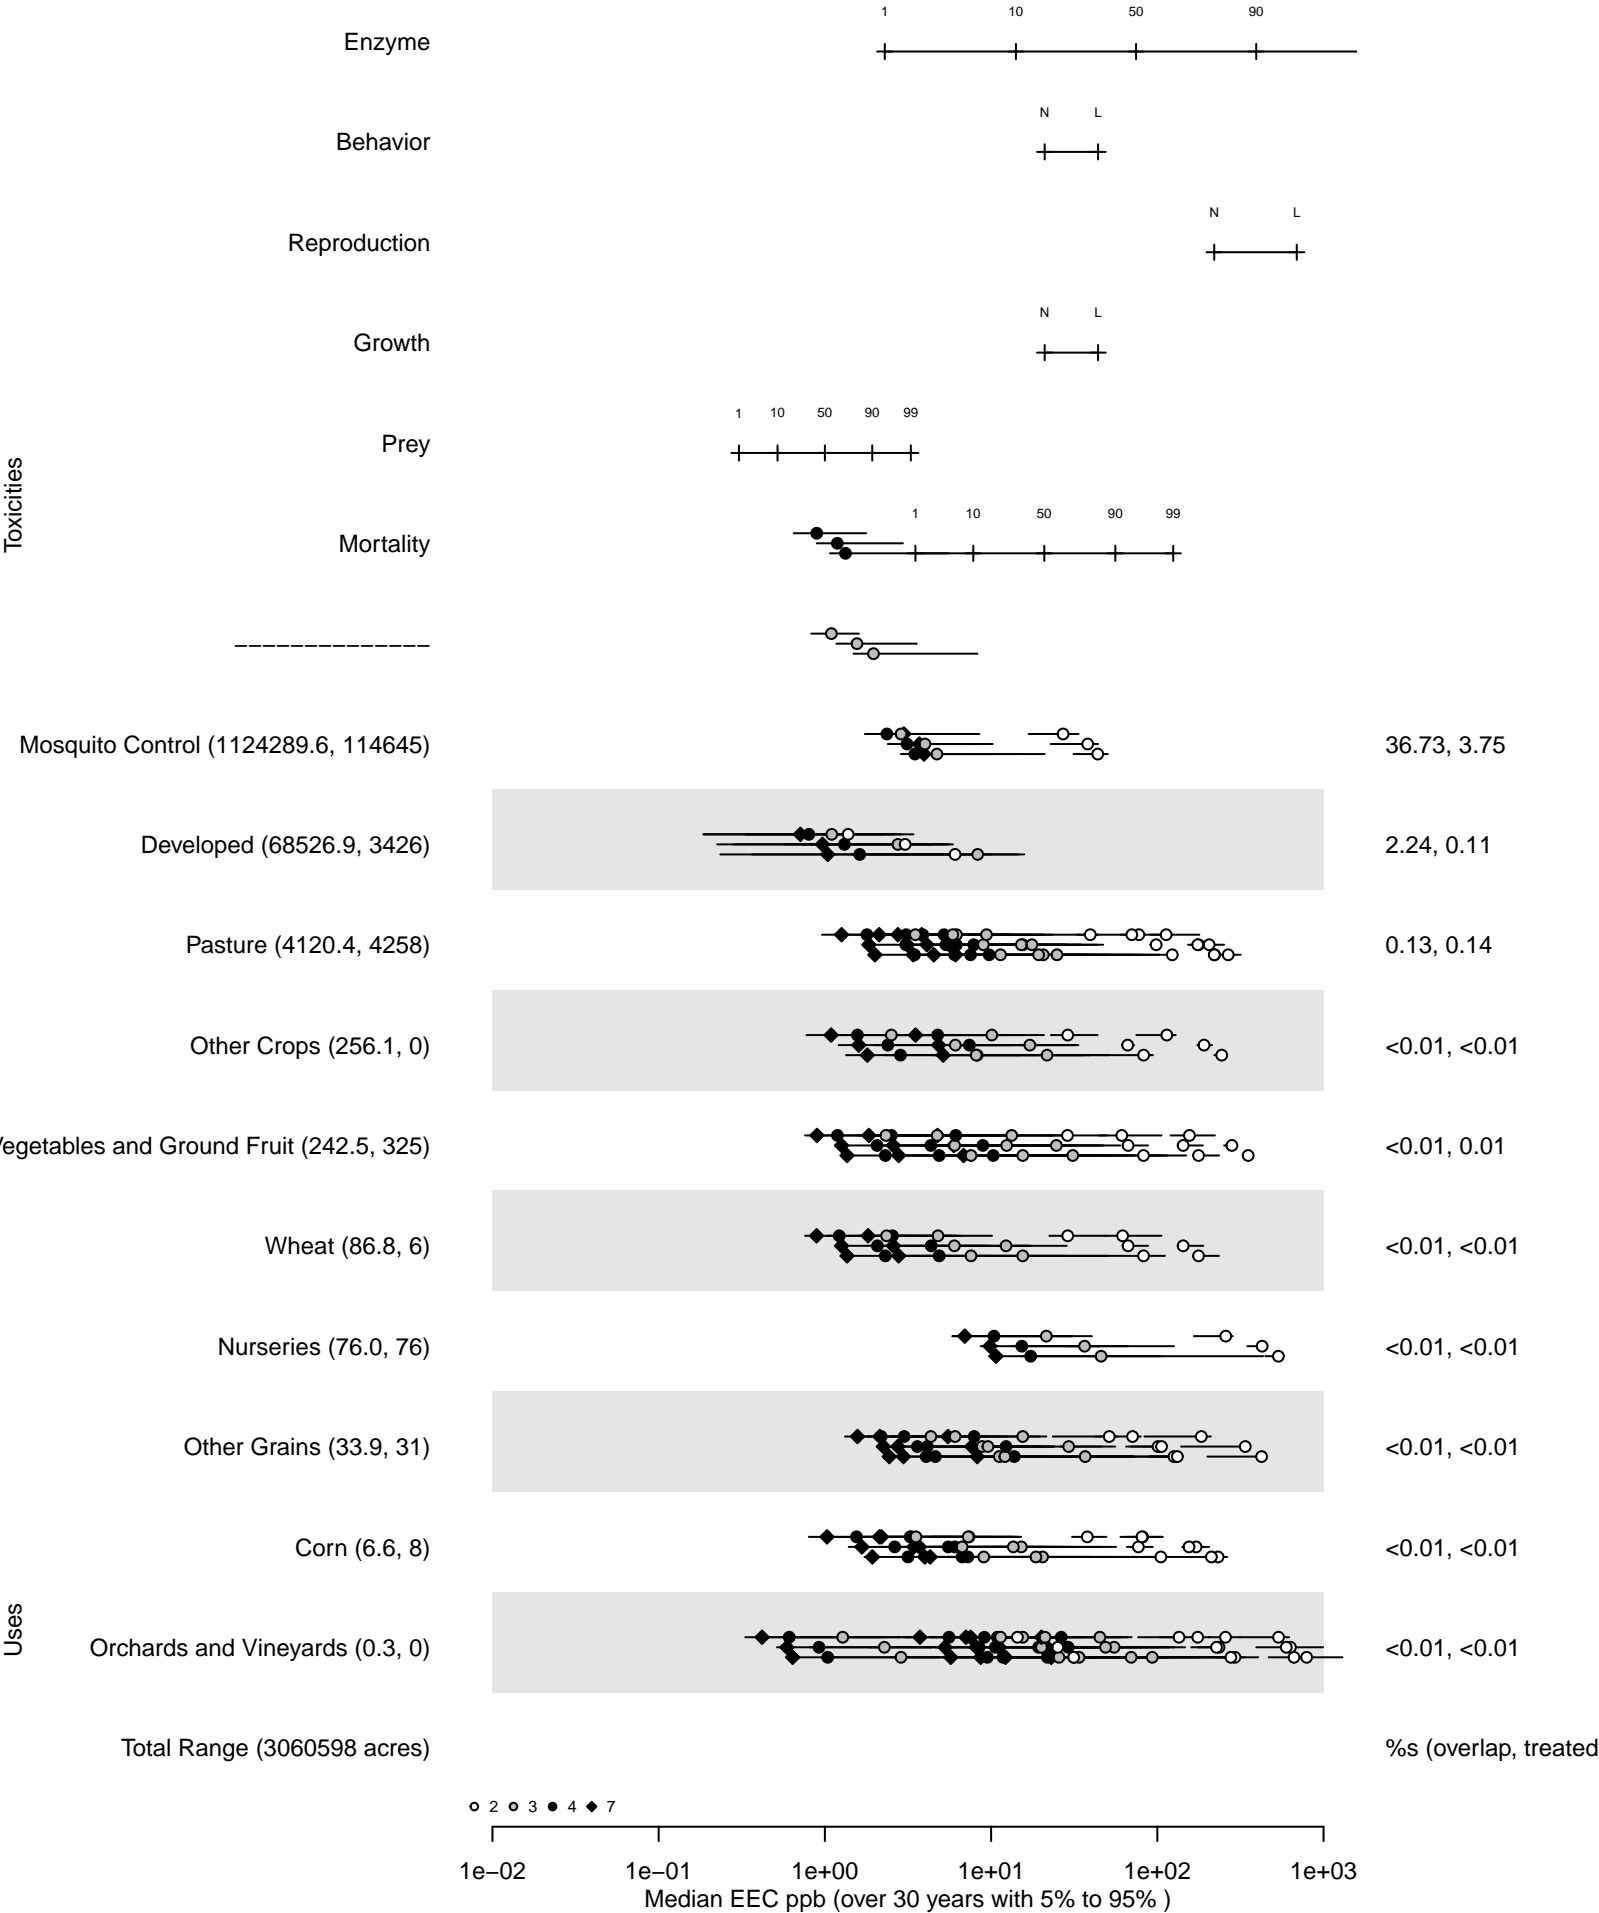 1 10 50 90
Enzyme
N L
Behavior
N L
Reproduction
N L
Growth
1 10 50 90 99
Prey
Toxicities
1 10 50 90 99
Mortality
−−−−−−−−−−−−−−
Mosquito Control (1124289.6, 114645) 36.73, 3.75
Developed (68526.9, 3426) 2.24, 0.11
Pasture (4120.4, 4258) 0.13, 0.14
Other Crops (256.1, 0) <0.01, <0.01
Vegetables and Ground Fruit (242.5, 325) <0.01, 0.01
Wheat (86.8, 6) <0.01, <0.01
Nurseries (76.0, 76) <0.01, <0.01
Other Grains (33.9, 31) <0.01, <0.01
Corn (6.6, 8) <0.01, <0.01
Uses
Orchards and Vineyards (0.3, 0) <0.01, <0.01
Total Range (3060598 acres) %s (overlap, treated
2 3 4 7
1e−02 1e−01 1e+00 1e+01 1e+02 1e+03
Median EEC ppb (over 30 years with 5% to 95% )